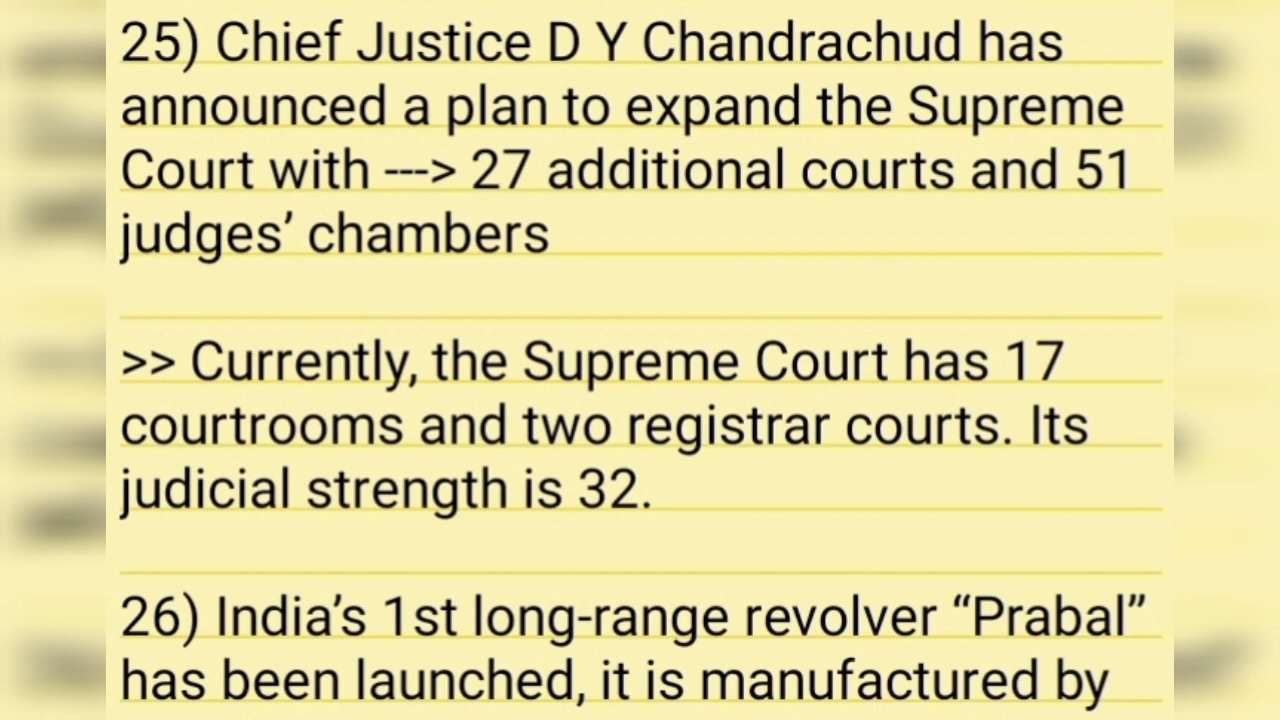 25) Chief Justice D Y Chandrachud has
announced a plan to expand the Supreme
Court with ---> 27 additional courts and 51
judges’ chambers
>> Currently, the Supreme Court has 17
courtrooms and two registrar courts. Its
judicial strength is 32.
26) India’s 1st long-range revolver “Prabal”
has been launched, it is manufactured by